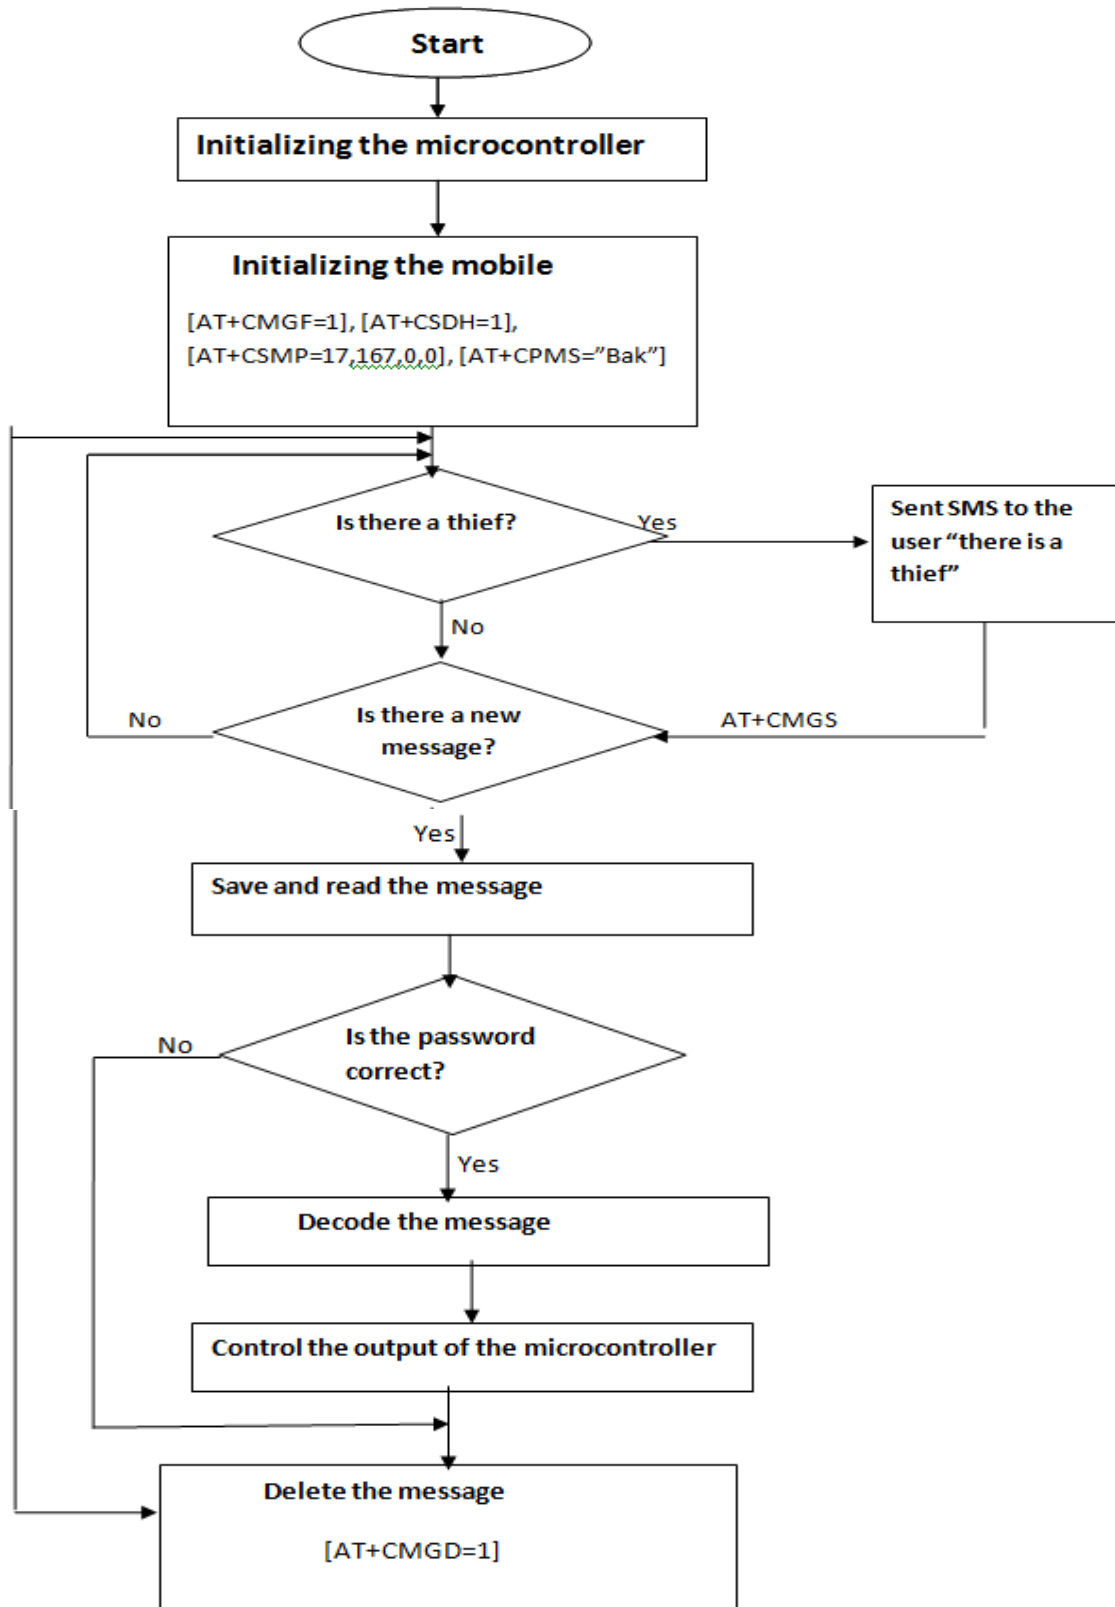 Start
Initializing the microcontroller
Initializing the mobile
[AT+CMGF=1], [AT+CSDH=1],
[AT+CSMP=17,167,0,0], [AT+CPMS=”Bak”]
Is there a thief?
Yes
Sent SMS to the
user “there is a
thief”
No
Is there a new
message?
No
AT+CMGS
Yes
Save and read the message
Is the password
correct?
No
Yes
Decode the message
Control the output of the microcontroller
Delete the message
[AT+CMGD=1]